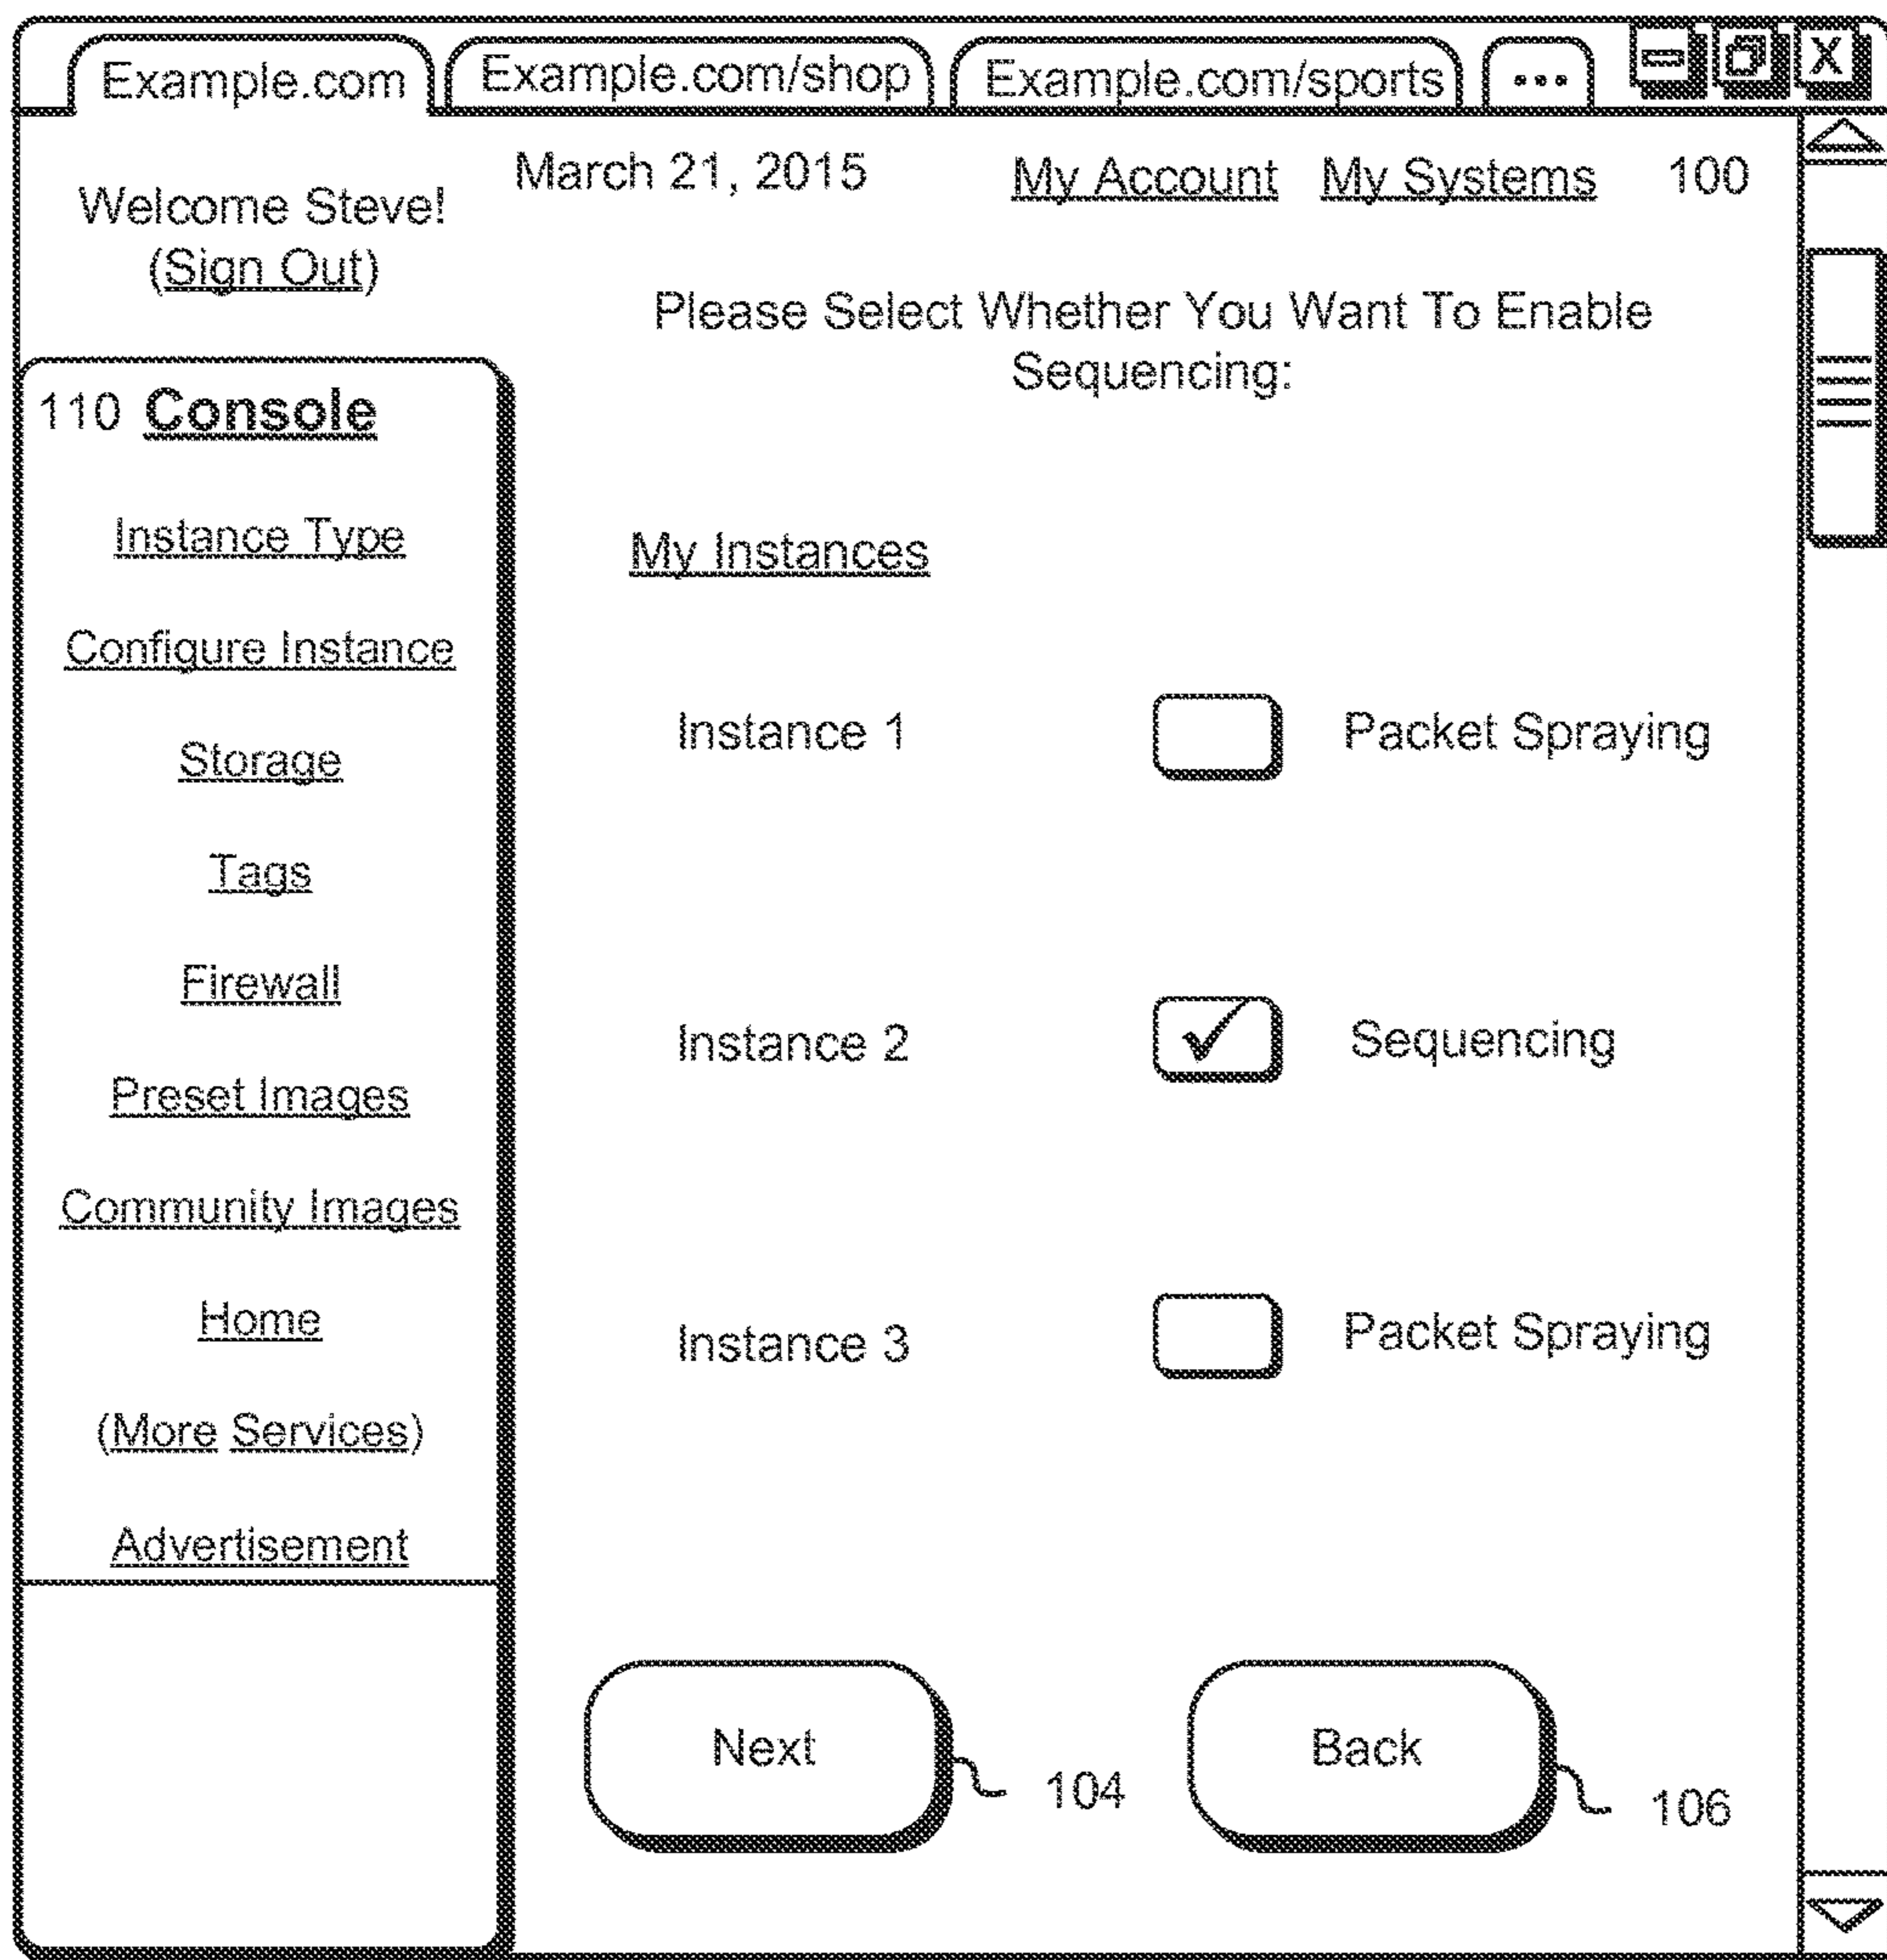 Example.com Example.com/shop Example.com/sports ... X
March 21, 2015 My Account My Systems 100
Welcome Steve!
(Sign Out)
Please Select Whether You Want To Enable
Sequencing:
110 Console
Instance Type
Configure Instance
Storage
Tags
Firewall
Preset Images
Community Images
Home
(More Services)
Advertisement
My Instances
Instance 1 Packet Spraying
Instance 2 Sequencing
Instance 3 Packet Spraying
Next 104 Back 106